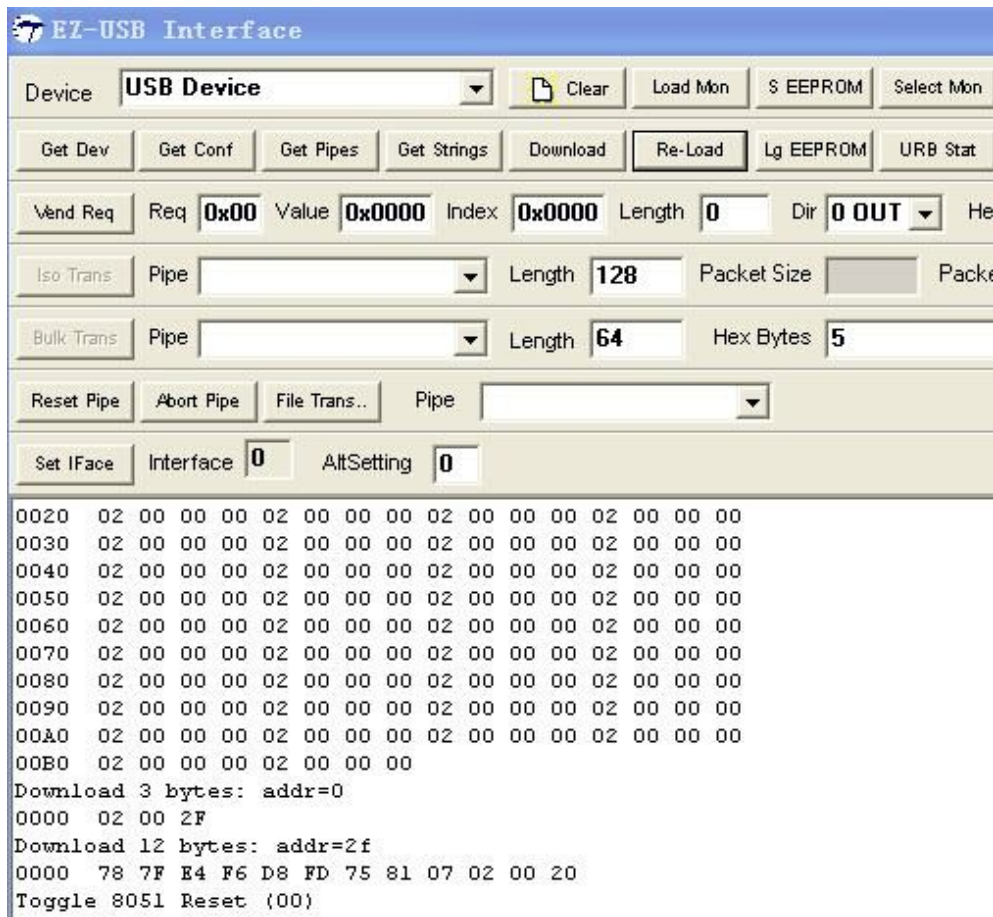 EZ-USB Interface
Device USB Device Clear Load Mon S EEPROM Select Mon
Get Dev Get Conf Get Pipes Get Strings Download Re-Load Lg EEPROM URB Stat
Vend Req Req 0x00 Value 0x0000 Index 0x0000 Length 0 Dir 0 OUT He
Iso Trans Pipe Length 128 Packet Size Packe
Bulk Trans Pipe Length 64 Hex Bytes 5
Reset Pipe Abort Pipe File Trans.. Pipe
Set IFace Interface 0 AltSetting 0
0020 02 00 00 00 02 00 00 00 02 00 00 00 02 00 00 00
0030 02 00 00 00 02 00 00 00 02 00 00 00 02 00 00 00
0040 02 00 00 00 02 00 00 00 02 00 00 00 02 00 00 00
0050 02 00 00 00 02 00 00 00 02 00 00 00 02 00 00 00
0060 02 00 00 00 02 00 00 00 02 00 00 00 02 00 00 00
0070 02 00 00 00 02 00 00 00 02 00 00 00 02 00 00 00
0080 02 00 00 00 02 00 00 00 02 00 00 00 02 00 00 00
0090 02 00 00 00 02 00 00 00 02 00 00 00 02 00 00 00
00A0 02 00 00 00 02 00 00 00 02 00 00 00 02 00 00 00
00B0 02 00 00 00 02 00 00 00
Download 3 bytes: addr=0
0000 02 00 2F
Download 12 bytes: addr=2f
0000 78 7F E4 F6 D8 FD 75 81 07 02 00 20
Toggle 8051 Reset (00)